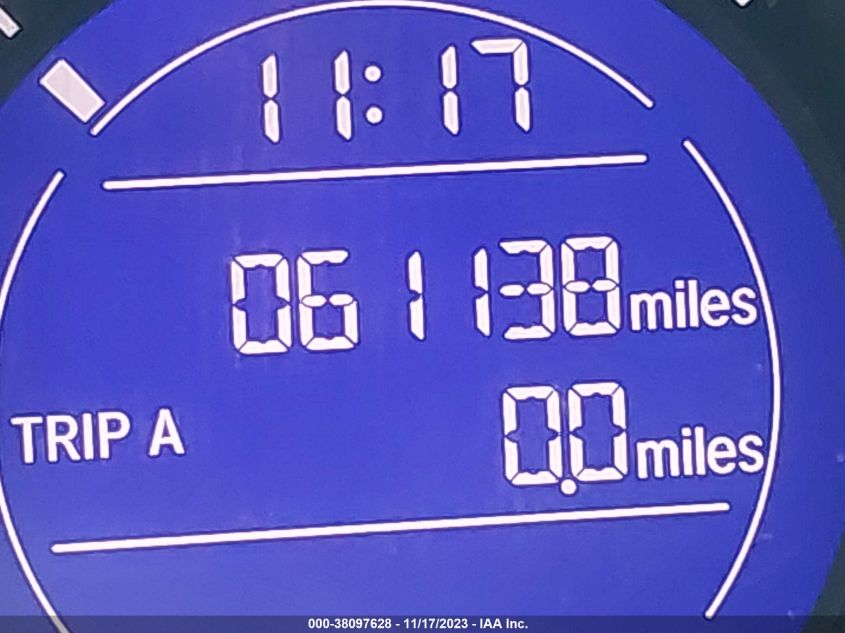 11:17
061138 miles
TRIP A 0.0 miles
000-38097628 - 11/17/2023 - IAA Inc.